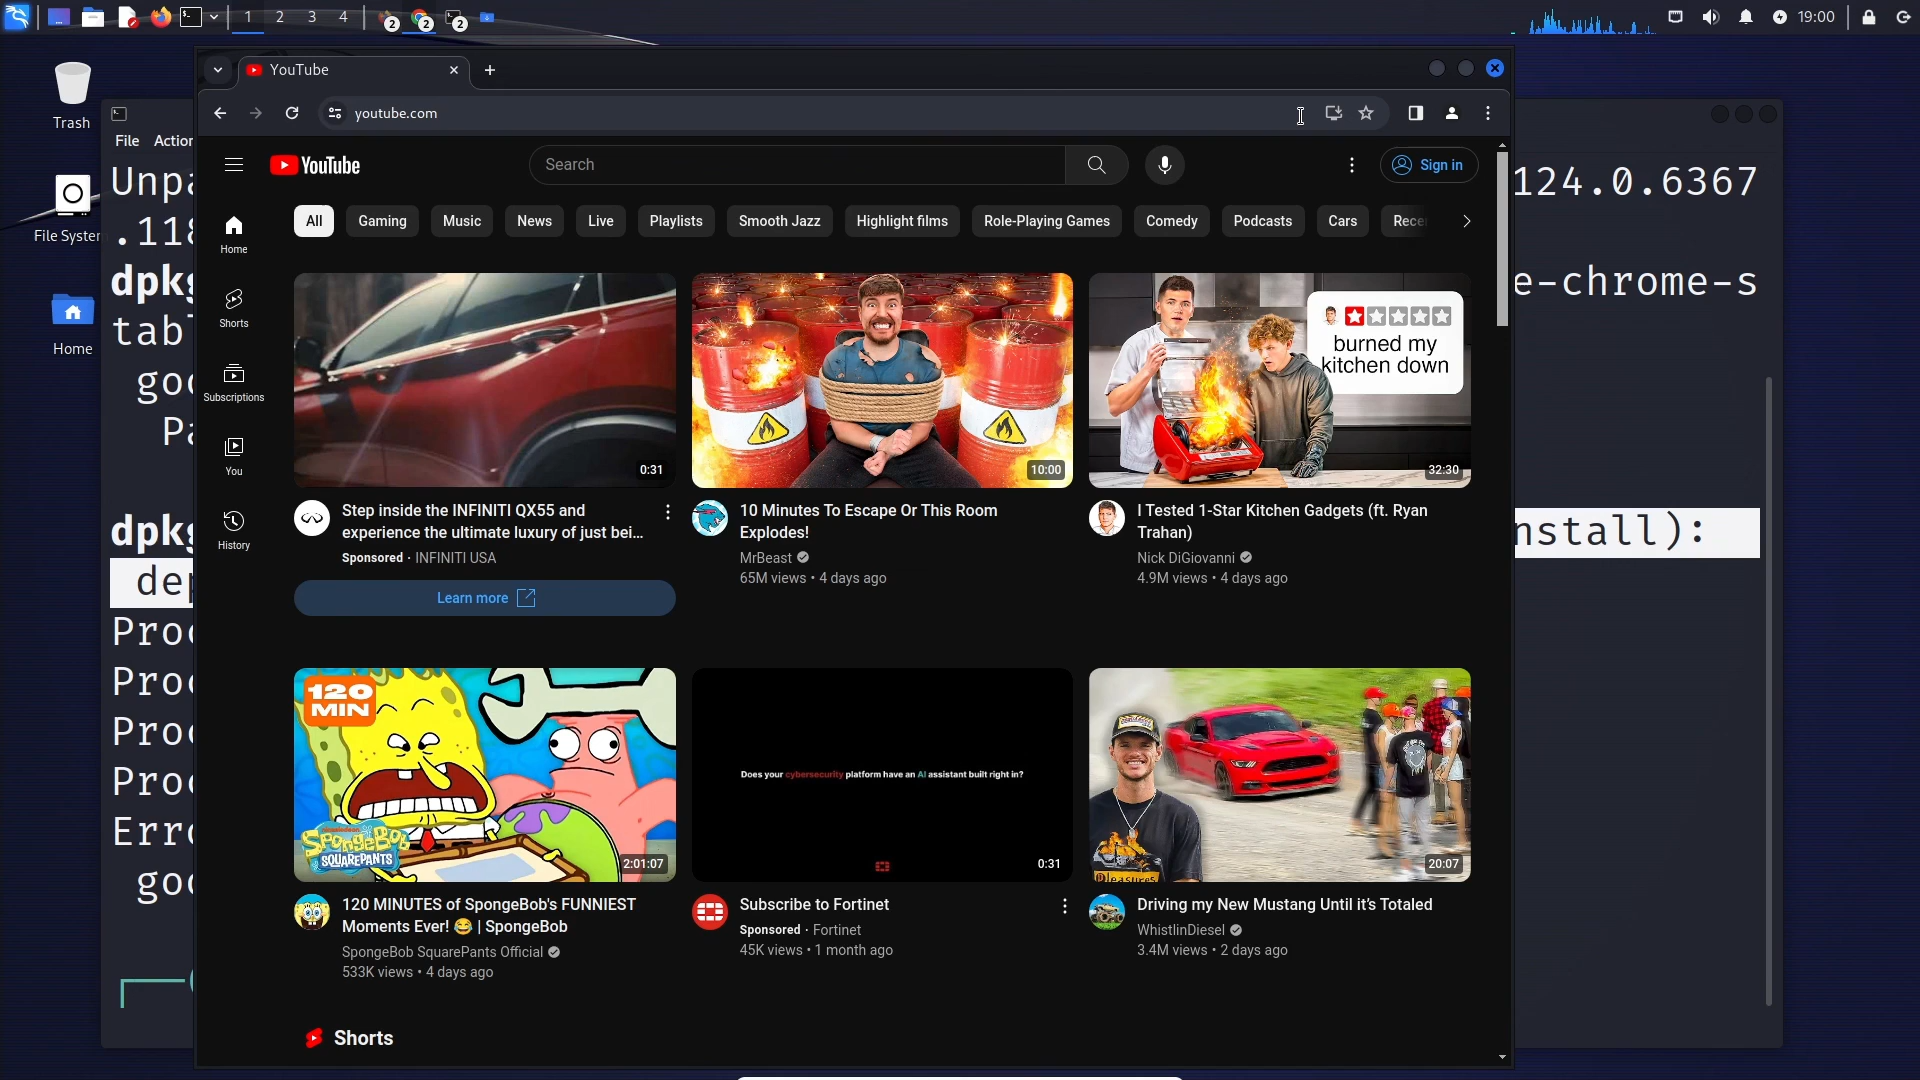 1 2 3 4 2 2 2 19:00
Trash
File System
Home
File Action
YouTube
youtube.com
YouTube
Search
Sign in
Home
Shorts
Subscriptions
You
History
All Gaming Music News Live Playlists Smooth Jazz Highlight films Role-Playing Games Comedy Podcasts Cars Rece
0:31
Step inside the INFINITI QX55 and
experience the ultimate luxury of just bei...
Sponsored · INFINITI USA
Learn more
10:00
10 Minutes To Escape Or This Room
Explodes!
MrBeast
65M views • 4 days ago
burned my
kitchen down
32:30
I Tested 1-Star Kitchen Gadgets (ft. Ryan
Trahan)
Nick DiGiovanni
4.9M views • 4 days ago
120
MIN
nickelodeon
SPONGEBOB
SQUAREPANTS
2:01:07
120 MINUTES of SpongeBob's FUNNIEST
Moments Ever! 😂 | SpongeBob
SpongeBob SquarePants Official
533K views • 4 days ago
Does your cybersecurity platform have an AI assistant built right in?
0:31
Subscribe to Fortinet
Sponsored · Fortinet
45K views • 1 month ago
Pleasures
20:07
Driving my New Mustang Until it's Totaled
WhistlinDiesel
3.4M views • 2 days ago
Shorts
Unpa 124.0.6367
.118
dpkg e-chrome-s
tabl
goo
Pa
dpkg nstall):
dep
Proc
Proc
Proc
Proc
Erro
goo